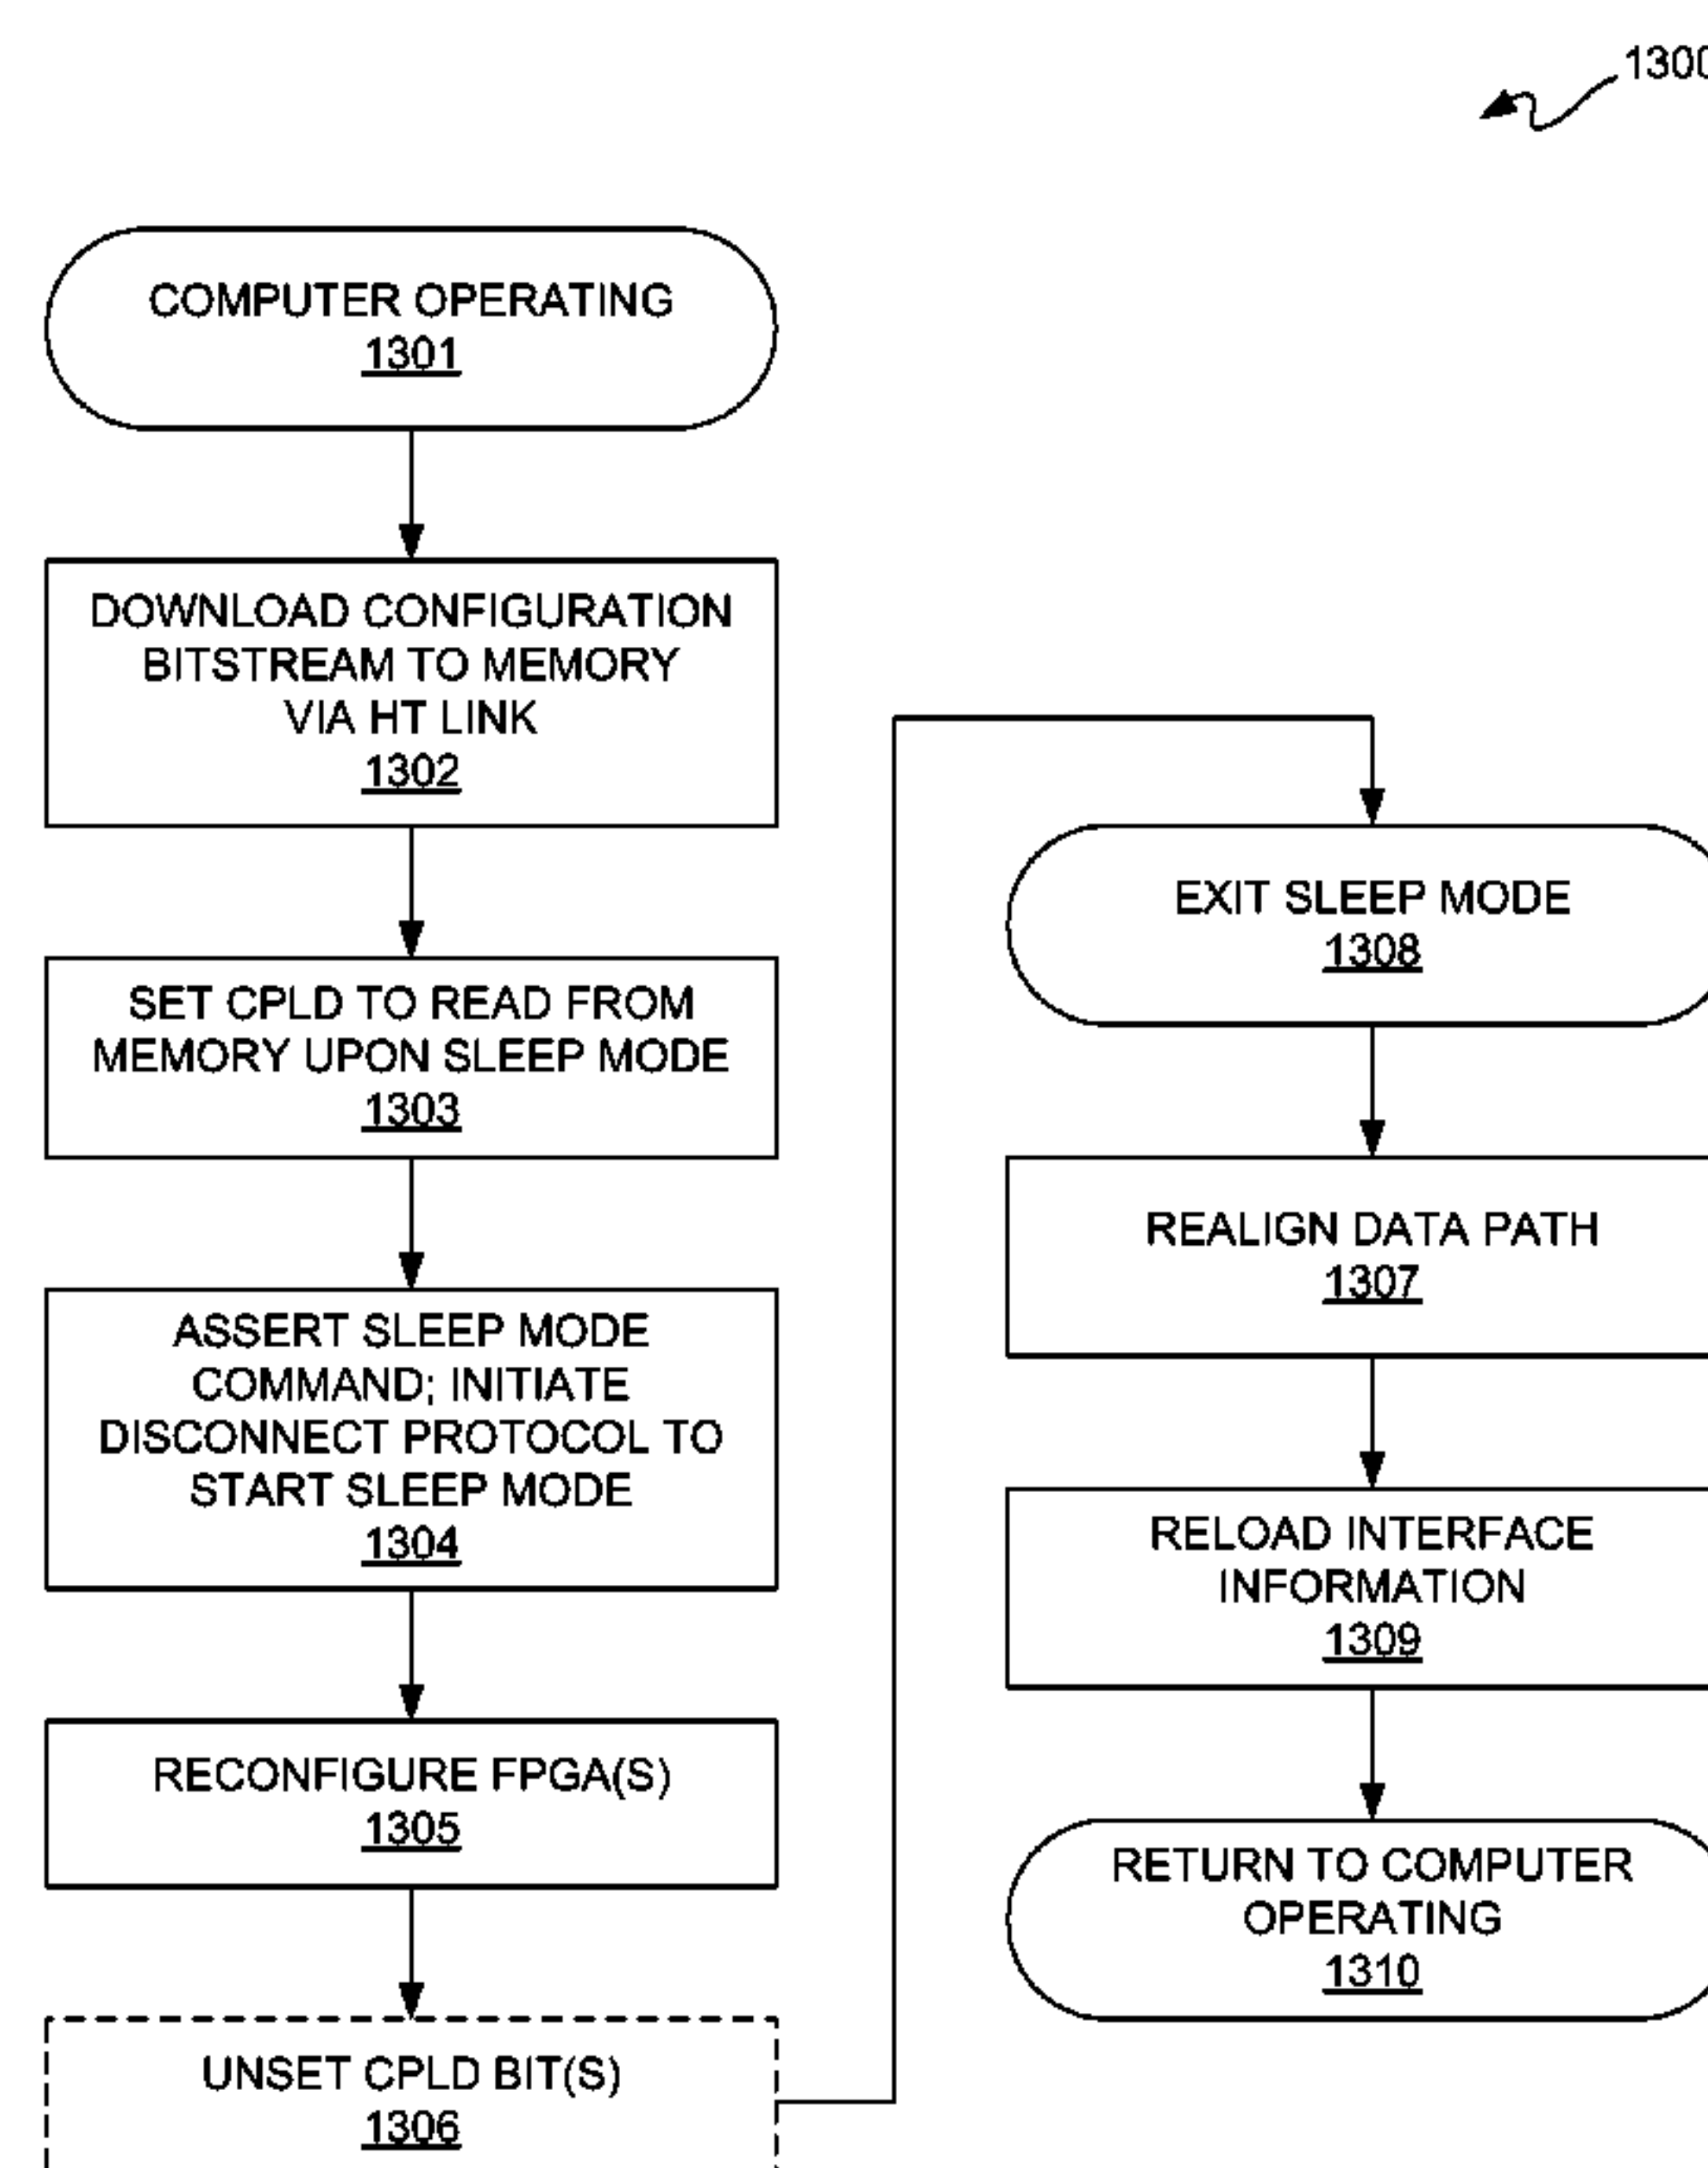 1300
COMPUTER OPERATING
1301
DOWNLOAD CONFIGURATION
BITSTREAM TO MEMORY
VIA HT LINK
1302
SET CPLD TO READ FROM
MEMORY UPON SLEEP MODE
1303
ASSERT SLEEP MODE
COMMAND; INITIATE
DISCONNECT PROTOCOL TO
START SLEEP MODE
1304
RECONFIGURE FPGA(S)
1305
UNSET CPLD BIT(S)
1306
EXIT SLEEP MODE
1308
REALIGN DATA PATH
1307
RELOAD INTERFACE
INFORMATION
1309
RETURN TO COMPUTER
OPERATING
1310